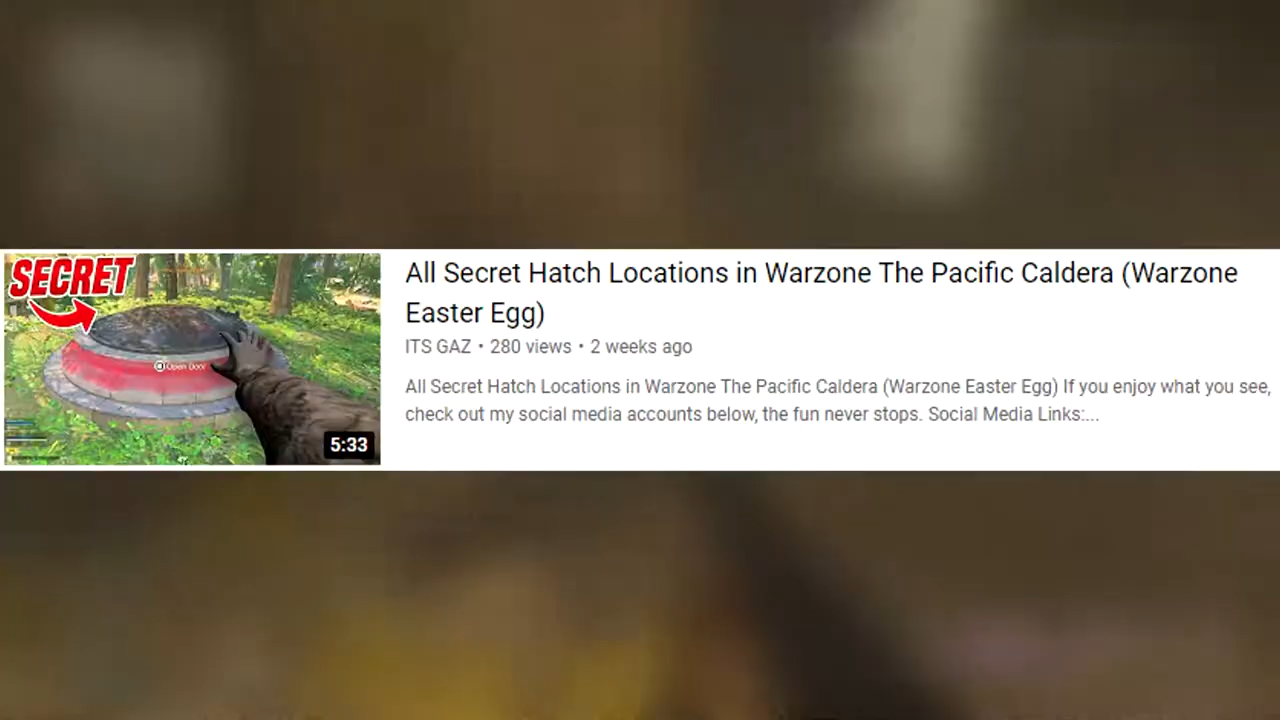 SECRET
Open Door
5:33
All Secret Hatch Locations in Warzone The Pacific Caldera (Warzone
Easter Egg)
ITS GAZ • 280 views • 2 weeks ago
All Secret Hatch Locations in Warzone The Pacific Caldera (Warzone Easter Egg) If you enjoy what you see,
check out my social media accounts below, the fun never stops. Social Media Links:...